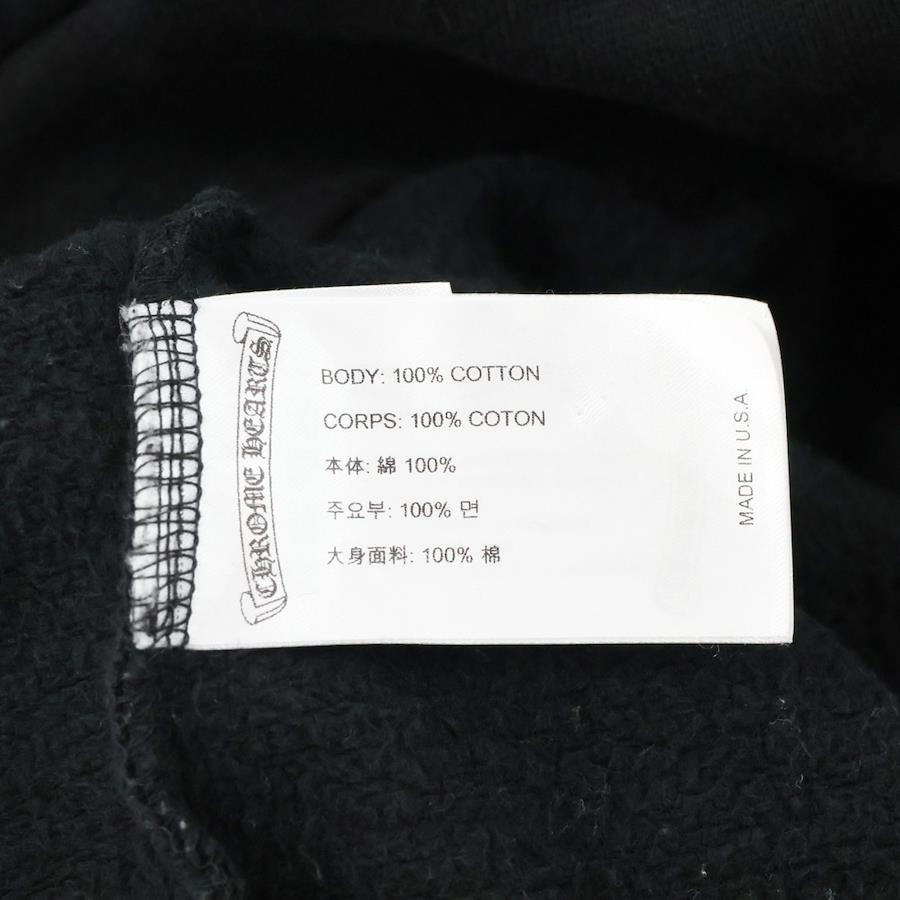 CHROME HEARTS
BODY: 100% COTTON
CORPS: 100% COTON
本体: 綿 100%
주요부: 100% 면
大身面料: 100% 棉
MADE IN U.S.A.